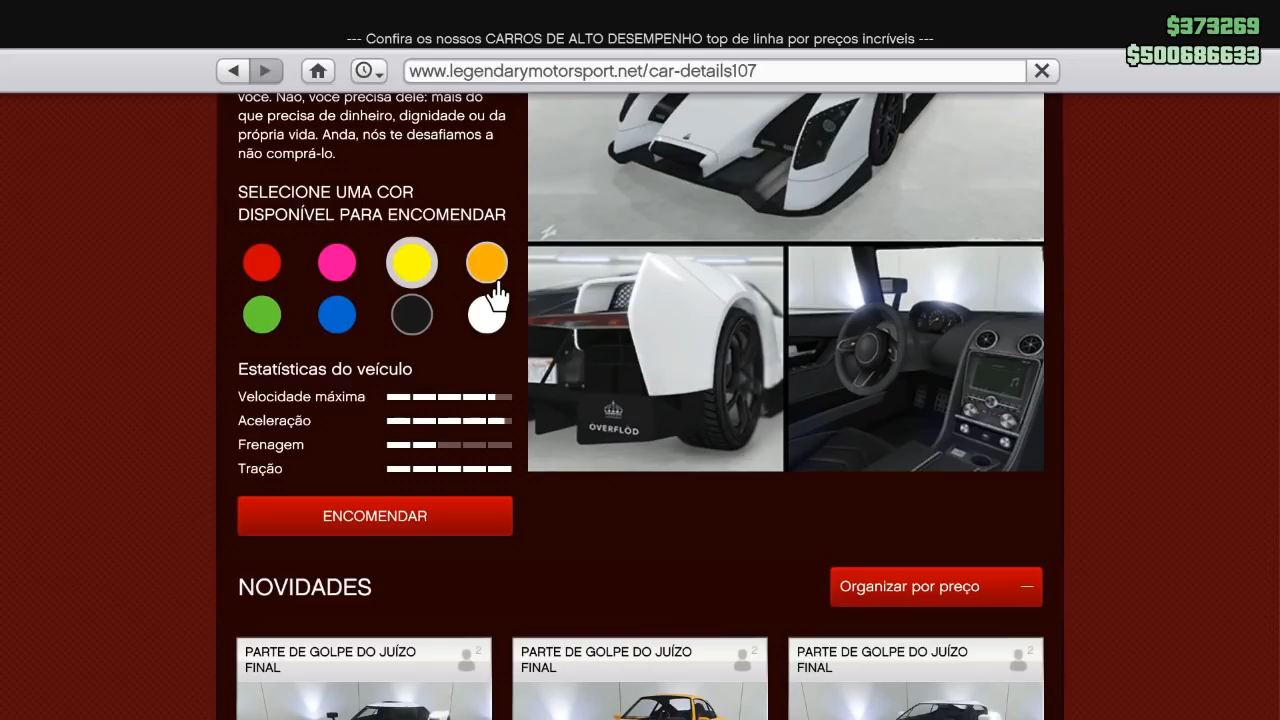 $373269
--- Confira os nossos CARROS DE ALTO DESEMPENHO top de linha por preços incríveis ---
$500686633
www.legendarymotorsport.net/car-details107
você. Não, você precisa dele: mais do
que precisa de dinheiro, dignidade ou da
própria vida. Anda, nós te desafiamos a
não comprá-lo.
SELECIONE UMA COR
DISPONÍVEL PARA ENCOMENDAR
Estatísticas do veículo
Velocidade máxima
Aceleração
Frenagem
Tração
ÖVERFLÖD
ENCOMENDAR
NOVIDADES
Organizar por preço
PARTE DE GOLPE DO JUÍZO
FINAL
2
PARTE DE GOLPE DO JUÍZO
FINAL
2
PARTE DE GOLPE DO JUÍZO
FINAL
2